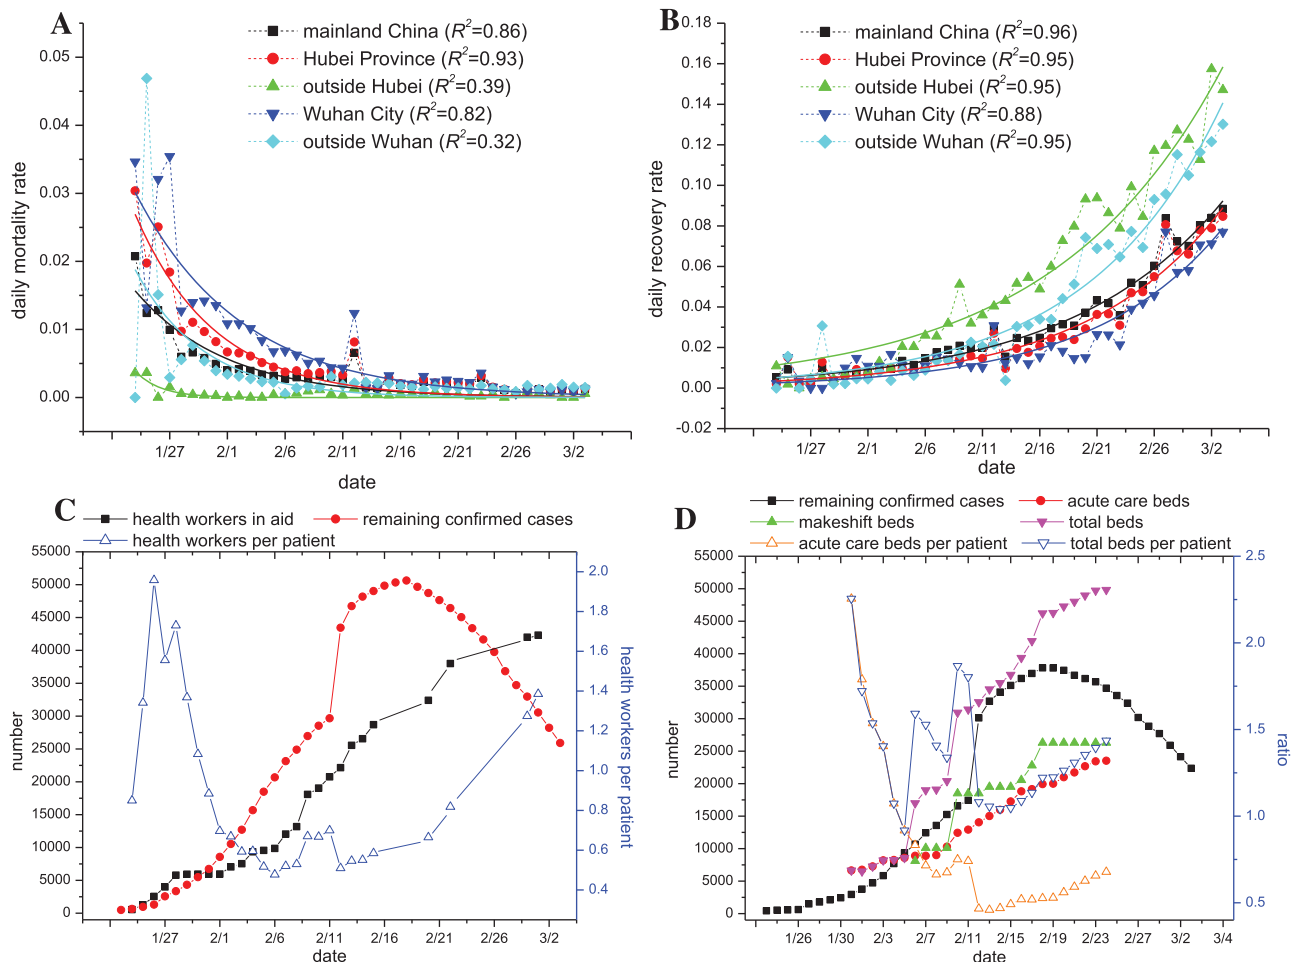 A
mainland China (R²=0.86)
Hubei Province (R²=0.93)
outside Hubei (R²=0.39)
Wuhan City (R²=0.82)
outside Wuhan (R²=0.32)
daily mortality rate
0.05
0.04
0.03
0.02
0.01
0.00
1/27 2/1 2/6 2/11 2/16 2/21 2/26 3/2
date
B
mainland China (R²=0.96)
Hubei Province (R²=0.95)
outside Hubei (R²=0.95)
Wuhan City (R²=0.88)
outside Wuhan (R²=0.95)
daily recovery rate
0.18
0.16
0.14
0.12
0.10
0.08
0.06
0.04
0.02
0.00
-0.02
1/27 2/1 2/6 2/11 2/16 2/21 2/26 3/2
date
C
health workers in aid remaining confirmed cases
health workers per patient
number
55000
50000
45000
40000
35000
30000
25000
20000
15000
10000
5000
0
2.0
1.8
1.6
1.4
1.2
1.0
0.8
0.6
0.4
health workers per patient
1/27 2/1 2/6 2/11 2/16 2/21 2/26 3/2
date
D
remaining confirmed cases acute care beds
makeshift beds total beds
acute care beds per patient total beds per patient
number
55000
50000
45000
40000
35000
30000
25000
20000
15000
10000
5000
0
2.5
2.0
1.5
1.0
0.5
ratio
1/26 1/30 2/3 2/7 2/11 2/15 2/19 2/23 2/27 3/2 3/4
date